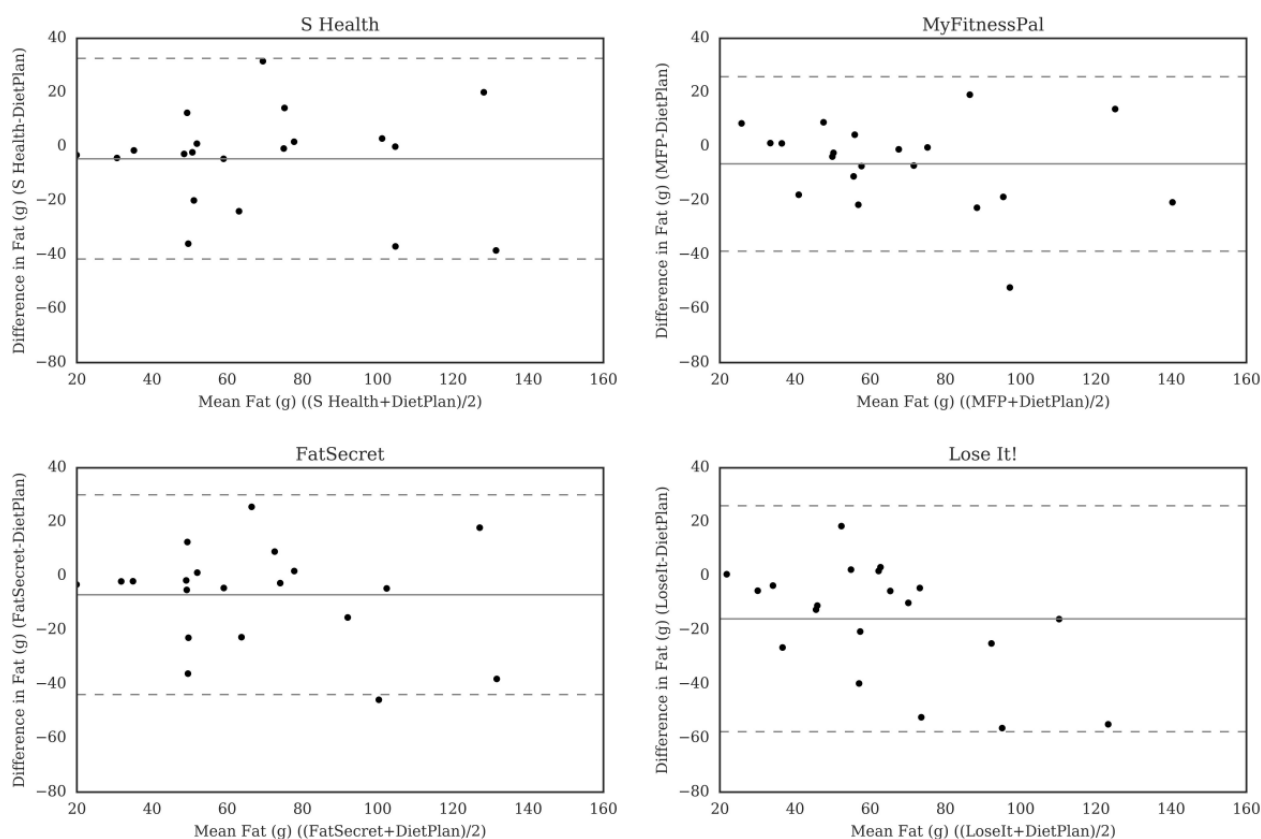 S Health
Difference in Fat (g) (S Health-DietPlan)
40
20
0
−20
−40
−60
−80
20 40 60 80 100 120 140 160
Mean Fat (g) ((S Health+DietPlan)/2)
MyFitnessPal
Difference in Fat (g) (MFP-DietPlan)
40
20
0
−20
−40
−60
−80
20 40 60 80 100 120 140 160
Mean Fat (g) ((MFP+DietPlan)/2)
FatSecret
Difference in Fat (g) (FatSecret-DietPlan)
40
20
0
−20
−40
−60
−80
20 40 60 80 100 120 140 160
Mean Fat (g) ((FatSecret+DietPlan)/2)
Lose It!
Difference in Fat (g) (LoseIt-DietPlan)
40
20
0
−20
−40
−60
−80
20 40 60 80 100 120 140 160
Mean Fat (g) ((LoseIt+DietPlan)/2)